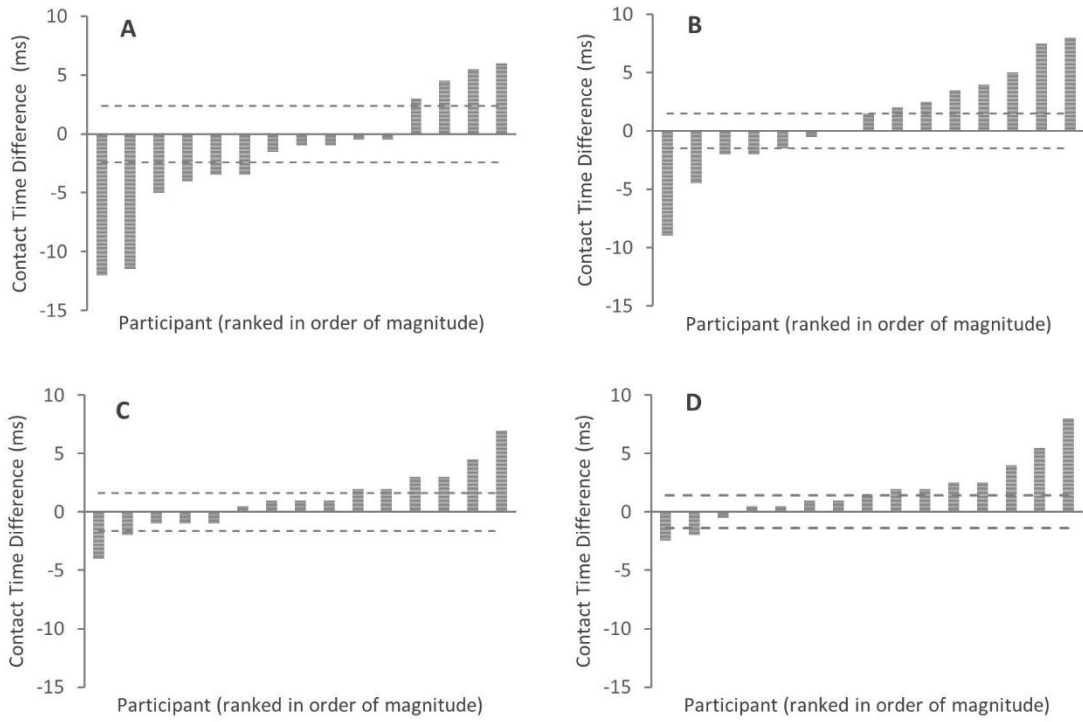 A
Contact Time Difference (ms)
10
5
0
-5
-10
-15
Participant (ranked in order of magnitude)
B
Contact Time Difference (ms)
10
5
0
-5
-10
-15
Participant (ranked in order of magnitude)
C
Contact Time Difference (ms)
10
5
0
-5
-10
-15
Participant (ranked in order of magnitude)
D
Contact Time Difference (ms)
10
5
0
-5
-10
-15
Participant (ranked in order of magnitude)